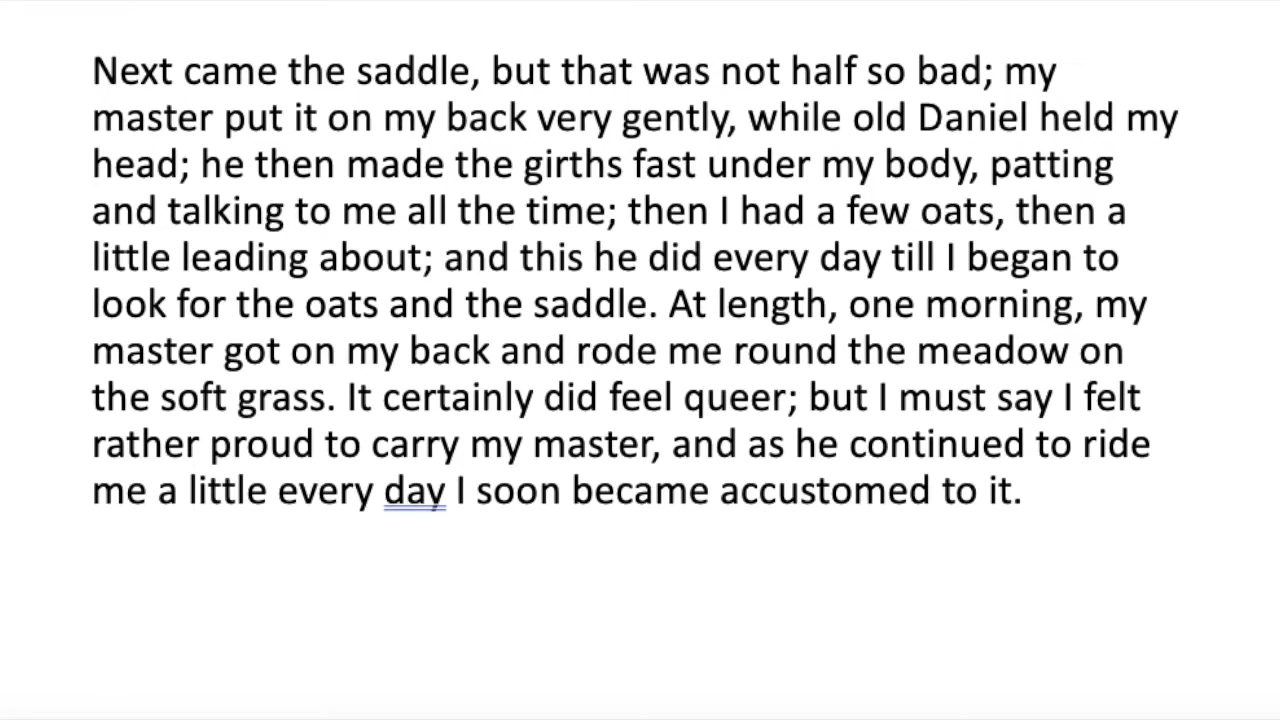 Next came the saddle, but that was not half so bad; my
master put it on my back very gently, while old Daniel held my
head; he then made the girths fast under my body, patting
and talking to me all the time; then I had a few oats, then a
little leading about; and this he did every day till I began to
look for the oats and the saddle. At length, one morning, my
master got on my back and rode me round the meadow on
the soft grass. It certainly did feel queer; but I must say I felt
rather proud to carry my master, and as he continued to ride
me a little every day I soon became accustomed to it.